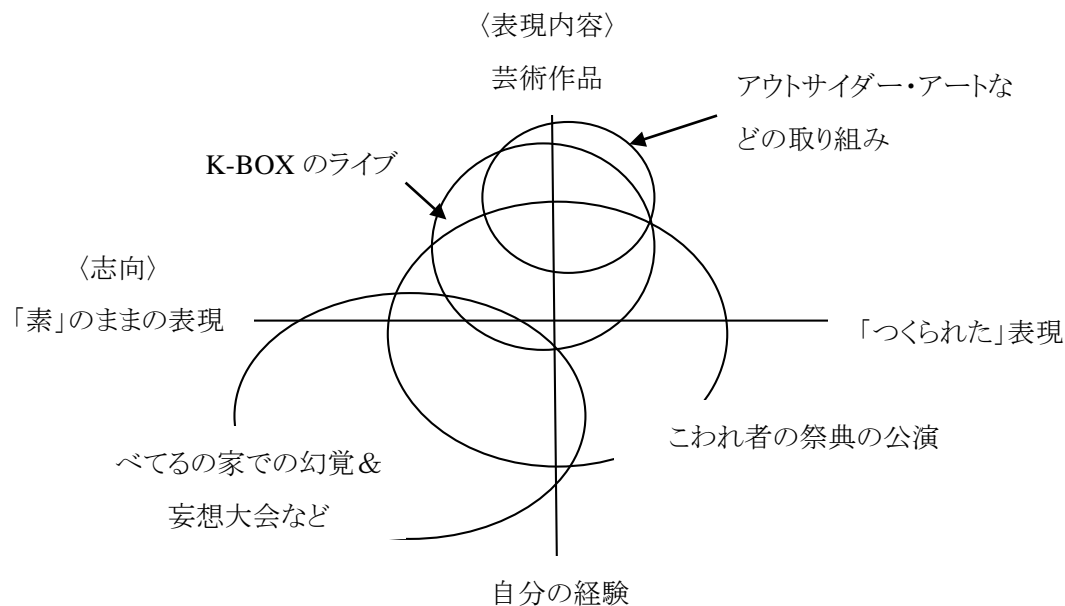 〈表現内容〉
芸術作品
アウトサイダー・アートな
どの取り組み
K-BOX のライブ
〈志向〉
「素」のままの表現
「つくられた」表現
こわれ者の祭典の公演
べてるの家での幻覚＆
妄想大会など
自分の経験